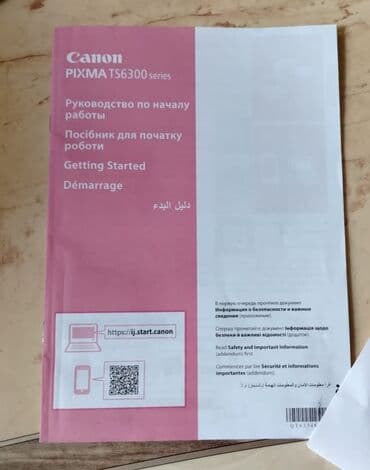 Canon
PIXMA TS6300 series
Руководство по началу
работы
Посібник для початку
роботи
Getting Started
Démarrage
دليل البدء
https://ij.start.canon
В первую очередь прочтите документ
Информация о безопасности и важные
сведения (приложение).
Спершу прочитайте документ Інформація щодо
безпеки й важливі відомості (додаток).
Read Safety and Important Information
(addendum) first
Commencer par lire Sécurité et informations
importantes (addendum).